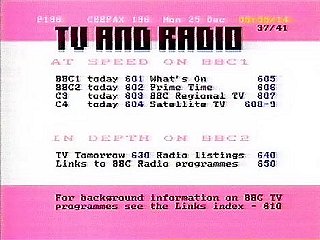 P186 CEEFAX 186 Mon 25 Dec
37/41
TV AND RADIO
AT SPEED ON BBC1
BBC1 today 601 What's On 605
BBC2 today 602 Prime Time 606
C3 today 603 BBC Regional TV 607
C4 today 604 Satellite TV 608-9
IN DEPTH ON BBC2
TV Tomorrow 630 Radio listings 640
Links to BBC Radio programmes 650
For background information on BBC TV
programmes see the Links index - 610